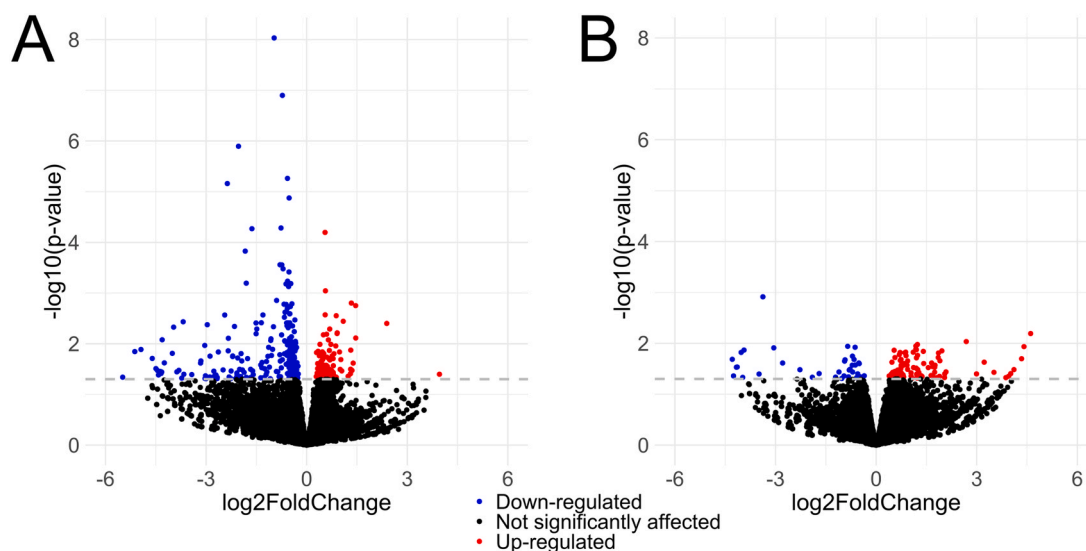 A
B
8
6
4
2
0
-log10(p-value)
-6
-3
0
3
6
log2FoldChange
8
6
4
2
0
-log10(p-value)
-6
-3
0
3
6
log2FoldChange
Down-regulated
Not significantly affected
Up-regulated